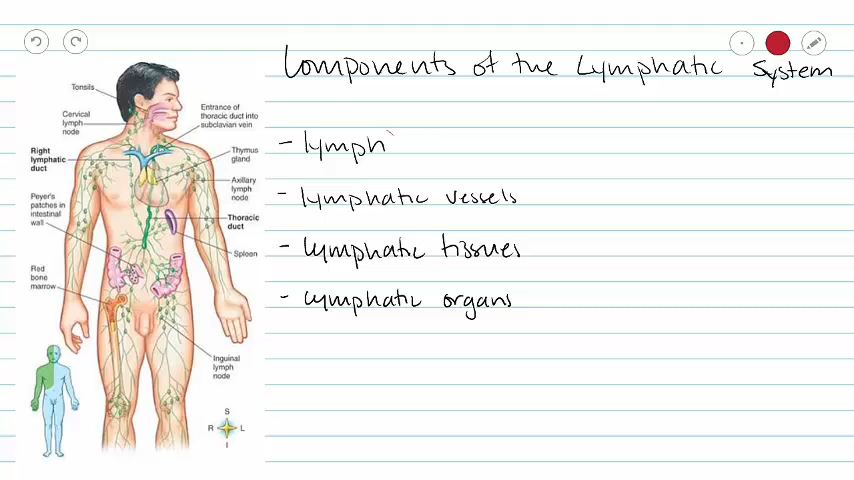 Components of the Lymphatic System
- lymph
- lymphatic vessels
- lymphatic tissues
- lymphatic organs
Tonsils
Cervical
lymph
node
Right
lymphatic
duct
Peyer's
patches in
intestinal
wall
Red
bone
marrow
Entrance of
thoracic duct into
subclavian vein
Thymus
gland
Axillary
lymph
node
Thoracic
duct
Spleen
Inguinal
lymph
node
S
R L
I